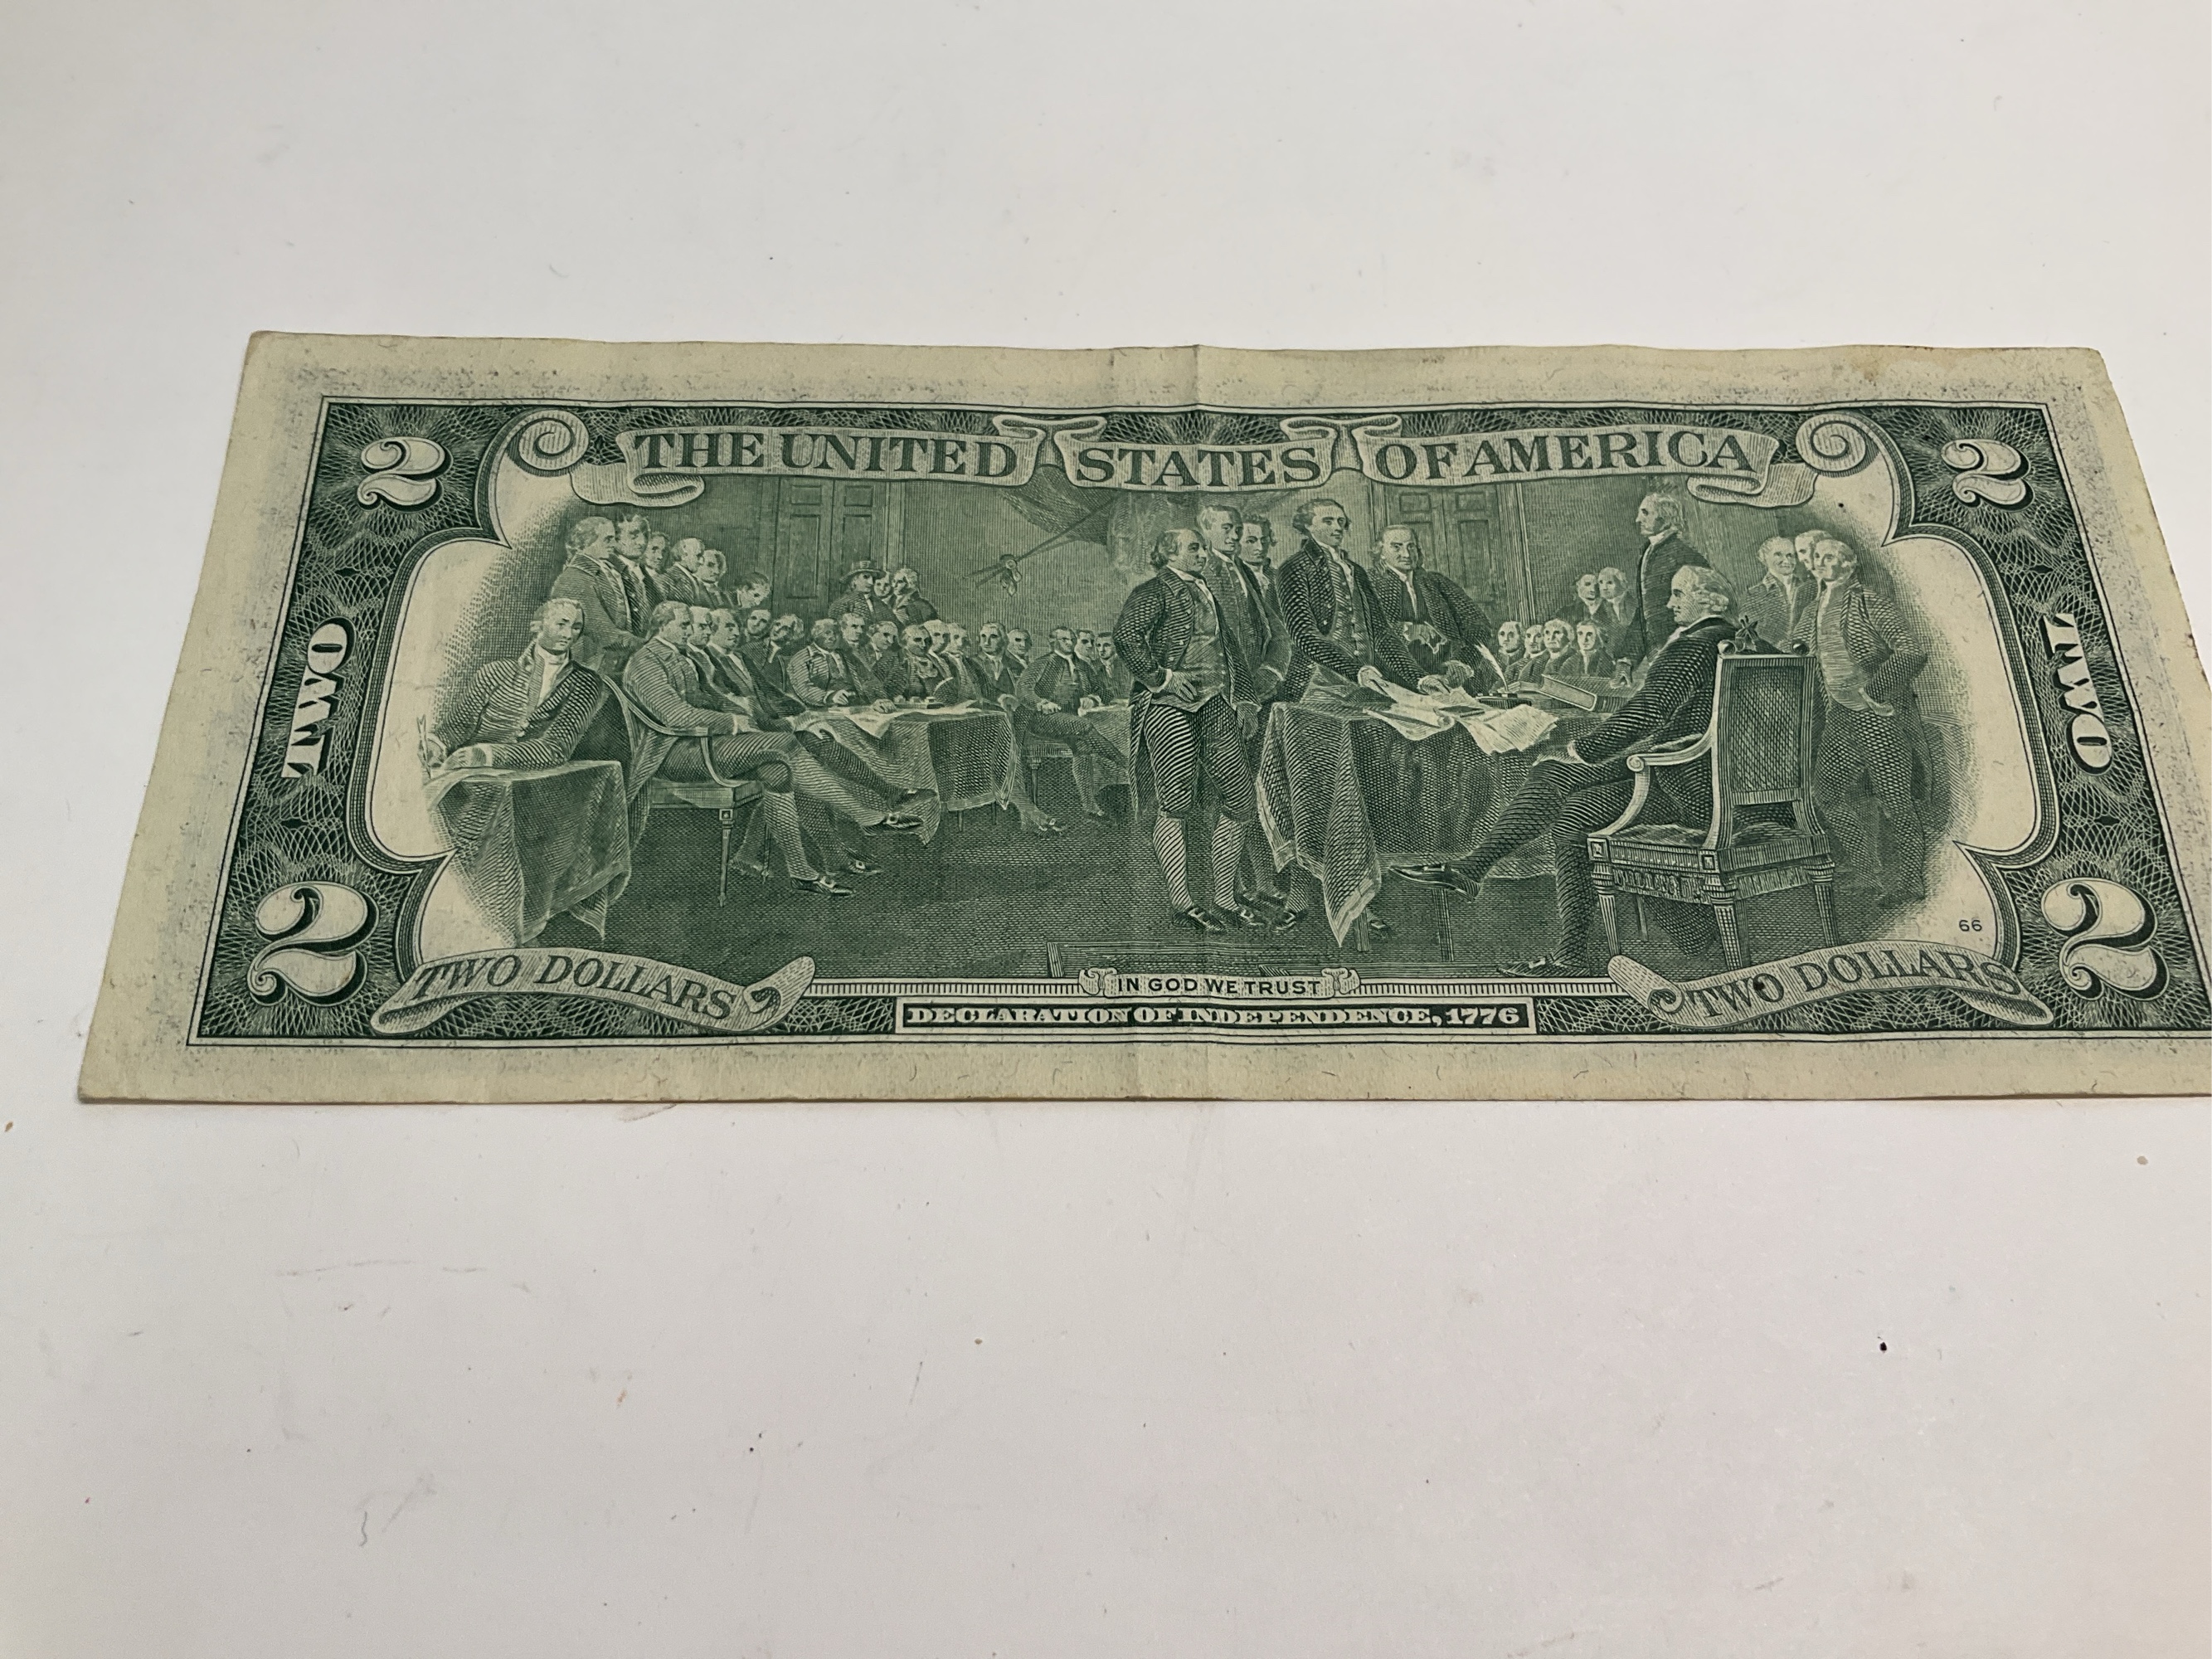 THE UNITED STATES OF AMERICA
2 2
TWO TWO
2 2
66
TWO DOLLARS TWO DOLLARS
IN GOD WE TRUST
DECLARATION OF INDEPENDENCE, 1776